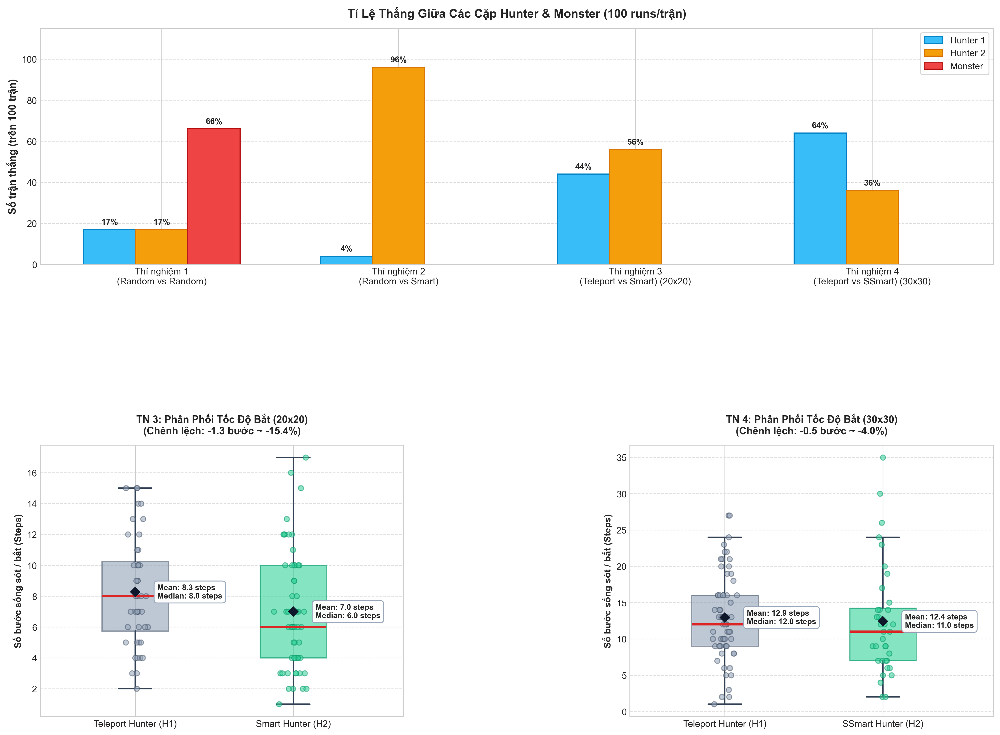 Tỉ Lệ Thắng Giữa Các Cặp Hunter & Monster (100 runs/trận)
Số trận thắng (trên 100 trận)
100
80
60
40
20
0
Hunter 1
Hunter 2
Monster
17%
17%
66%
4%
96%
44%
56%
64%
36%
Thí nghiệm 1
(Random vs Random)
Thí nghiệm 2
(Random vs Smart)
Thí nghiệm 3
(Teleport vs Smart) (20x20)
Thí nghiệm 4
(Teleport vs SSmart) (30x30)
TN 3: Phân Phối Tốc Độ Bắt (20x20)
(Chênh lệch: -1.3 bước ~ -15.4%)
Số bước sống sót / bắt (Steps)
16
14
12
10
8
6
4
2
Mean: 8.3 steps
Median: 8.0 steps
Mean: 7.0 steps
Median: 6.0 steps
Teleport Hunter (H1)
Smart Hunter (H2)
TN 4: Phân Phối Tốc Độ Bắt (30x30)
(Chênh lệch: -0.5 bước ~ -4.0%)
Số bước sống sót / bắt (Steps)
35
30
25
20
15
10
5
0
Mean: 12.9 steps
Median: 12.0 steps
Mean: 12.4 steps
Median: 11.0 steps
Teleport Hunter (H1)
SSmart Hunter (H2)